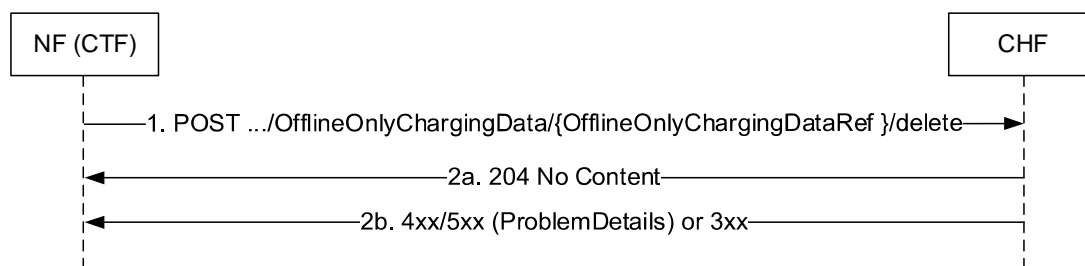 NF (CTF)
CHF
1. POST .../OfflineOnlyChargingData/{OfflineOnlyChargingDataRef }/delete
2a. 204 No Content
2b. 4xx/5xx (ProblemDetails) or 3xx